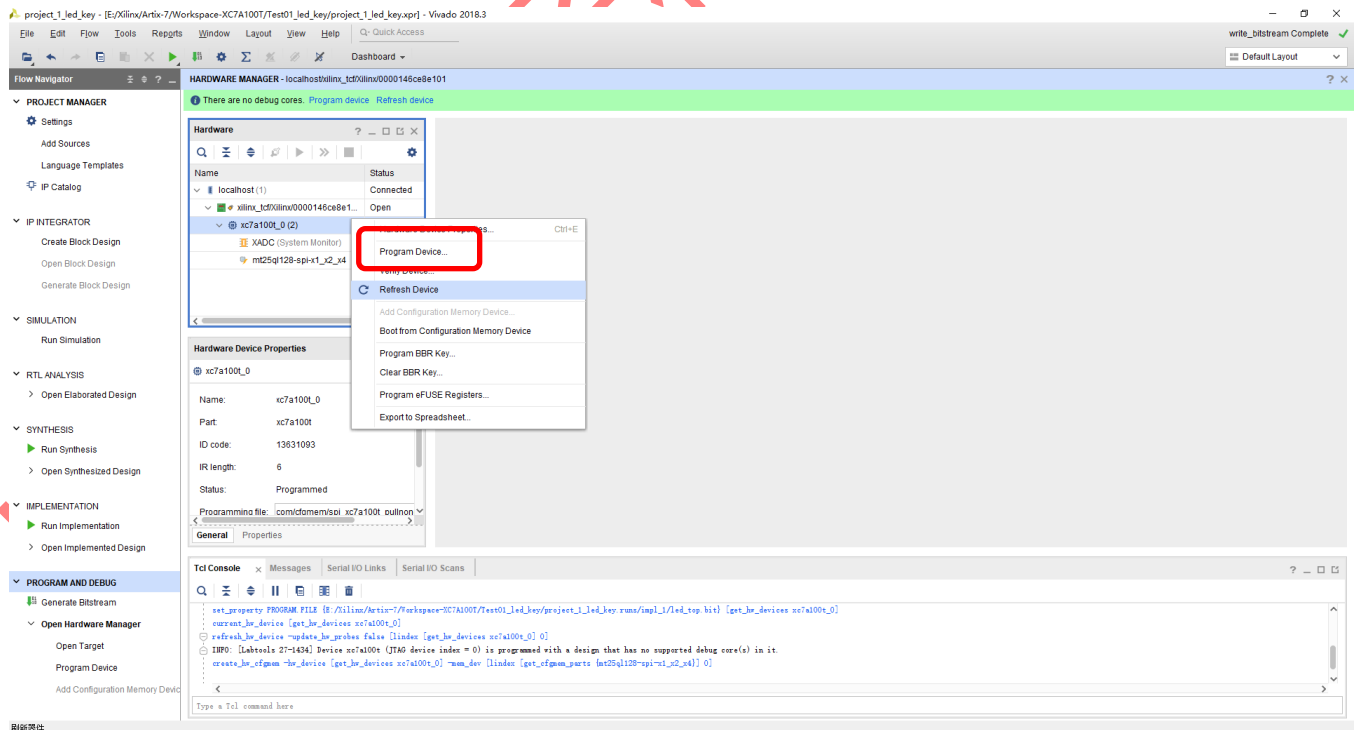 project_1_led_key - [E:/Xilinx/Artix-7/Workspace-XC7A100T/Test01_led_key/project_1_led_key.xpr] - Vivado 2018.3
File Edit Flow Tools Reports Window Layout View Help Q- Quick Access write_bitstream Complete
Dashboard Default Layout
Flow Navigator
HARDWARE MANAGER - localhost/xilinx_tcf/Xilinx/0000146ce8e101
There are no debug cores. Program device Refresh device
PROJECT MANAGER
Settings
Add Sources
Language Templates
IP Catalog
IP INTEGRATOR
Create Block Design
Open Block Design
Generate Block Design
SIMULATION
Run Simulation
RTL ANALYSIS
Open Elaborated Design
SYNTHESIS
Run Synthesis
Open Synthesized Design
IMPLEMENTATION
Run Implementation
Open Implemented Design
PROGRAM AND DEBUG
Generate Bitstream
Open Hardware Manager
Open Target
Program Device
Add Configuration Memory Devic
Hardware
Name Status
localhost (1) Connected
xilinx_tcf/Xilinx/0000146ce8e1... Open
xc7a100t_0 (2)
XADC (System Monitor)
mt25ql128-spi-x1_x2_x4
Hardware Device Properties... Ctrl+E
Program Device...
Verify Device...
Refresh Device
Add Configuration Memory Device...
Boot from Configuration Memory Device
Program BBR Key...
Clear BBR Key...
Program eFUSE Registers...
Export to Spreadsheet...
Hardware Device Properties
xc7a100t_0
Name: xc7a100t_0
Part: xc7a100t
ID code: 13631093
IR length: 6
Status: Programmed
Programming file: com/cfgmem/spi_xc7a100t_pullnon
General Properties
Tcl Console Messages Serial I/O Links Serial I/O Scans
set_property PROGRAM.FILE {E:/Xilinx/Artix-7/Workspace-XC7A100T/Test01_led_key/project_1_led_key.runs/impl_1/led_top.bit} [get_hw_devices xc7a100t_0]
current_hw_device [get_hw_devices xc7a100t_0]
refresh_hw_device -update_hw_probes false [lindex [get_hw_devices xc7a100t_0] 0]
INFO: [Labtools 27-1434] Device xc7a100t (JTAG device index = 0) is programmed with a design that has no supported debug core(s) in it.
create_hw_cfgmem -hw_device [get_hw_devices xc7a100t_0] -mem_dev [lindex [get_cfgmem_parts {mt25ql128-spi-x1_x2_x4}] 0]
Type a Tcl command here
刷新器件